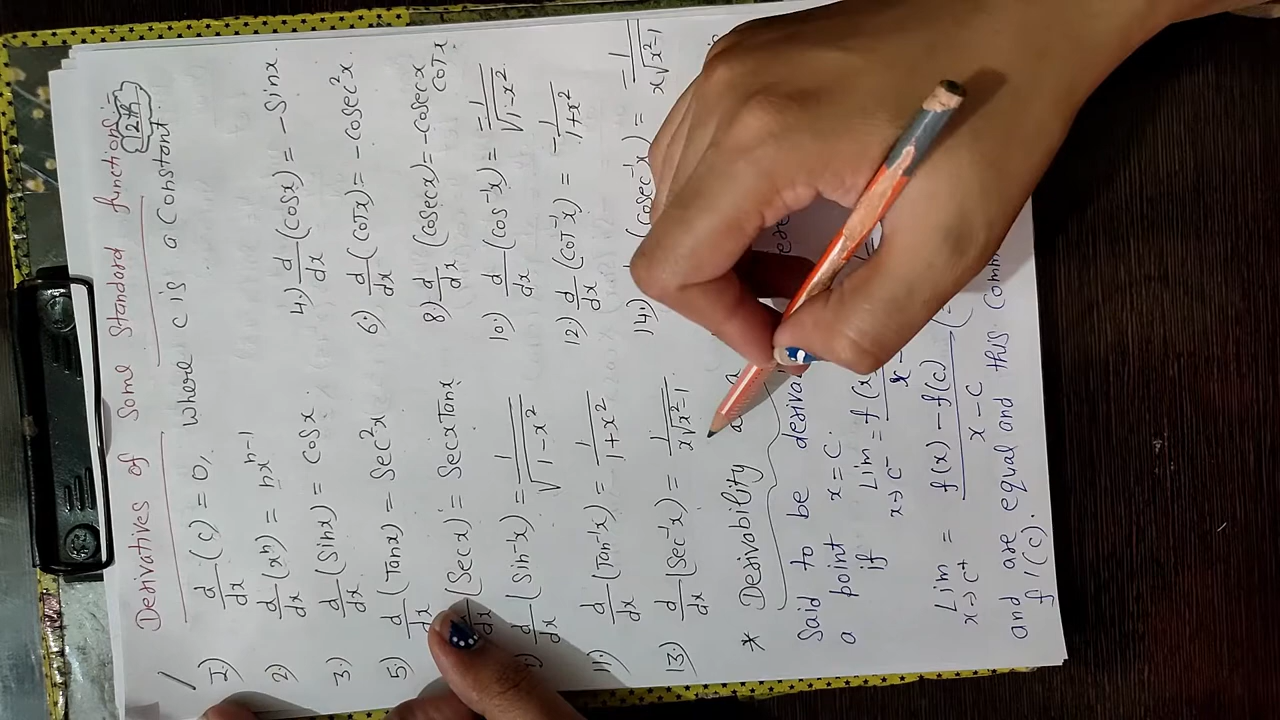 Derivatives of Some Standard functions
12th
1) d/dx (c) = 0, where c is a constant
2) d/dx (xⁿ) = nxⁿ⁻¹
3.) d/dx (Sinx) = cosx. 4.) d/dx (cosx) = -Sinx.
5) d/dx (Tanx) = Sec²x 6.) d/dx (cotx) = -cosec²x
(Secx) = Secx Tanx 8.) d/dx (cosecx) = -cosecx cotx
d/dx (Sin⁻¹x) = 1/√(1-x²) 10.) d/dx (cos⁻¹x) = -1/√(1-x²)
11.) d/dx (Tan⁻¹x) = 1/(1+x²) 12.) d/dx (cot⁻¹x) = -1/(1+x²)
13.) d/dx (Sec⁻¹x) = 1/(x√(x²-1)) 14.) (cosec⁻¹x) = -1/(x√(x²-1))
* Derivability
Said to be
a point x = c.
if Lim x→c⁻ = f(x
Lim x→c⁺ = (f(x) - f(c))/(x - c)
and are equal and this
f'(c).